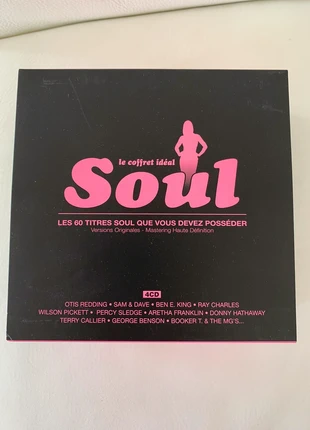 le coffret idéal
Soul
LES 60 TITRES SOUL QUE VOUS DEVEZ POSSÉDER
Versions Originales - Mastering Haute Définition
4CD
OTIS REDDING • SAM & DAVE • BEN E. KING • RAY CHARLES
WILSON PICKETT • PERCY SLEDGE • ARETHA FRANKLIN • DONNY HATHAWAY
TERRY CALLIER • GEORGE BENSON • BOOKER T. & THE MG'S...